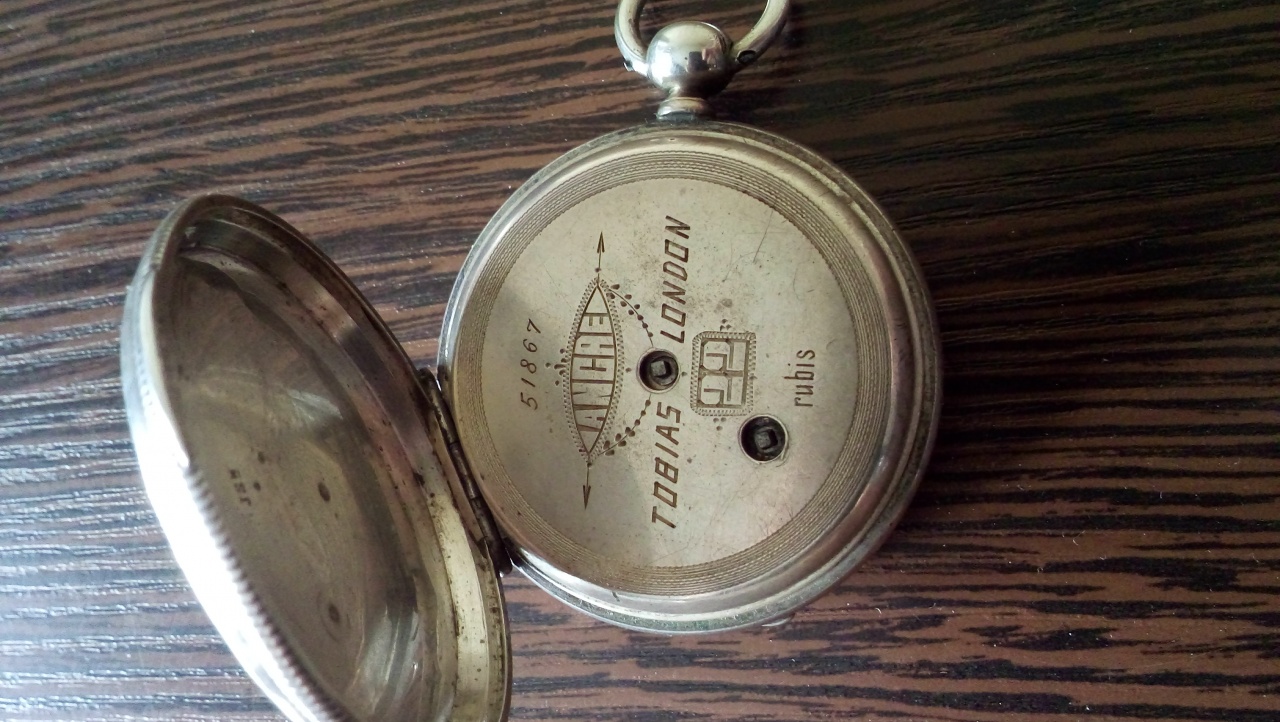 51867
ANCRE
TOBIAS LONDON
rubis